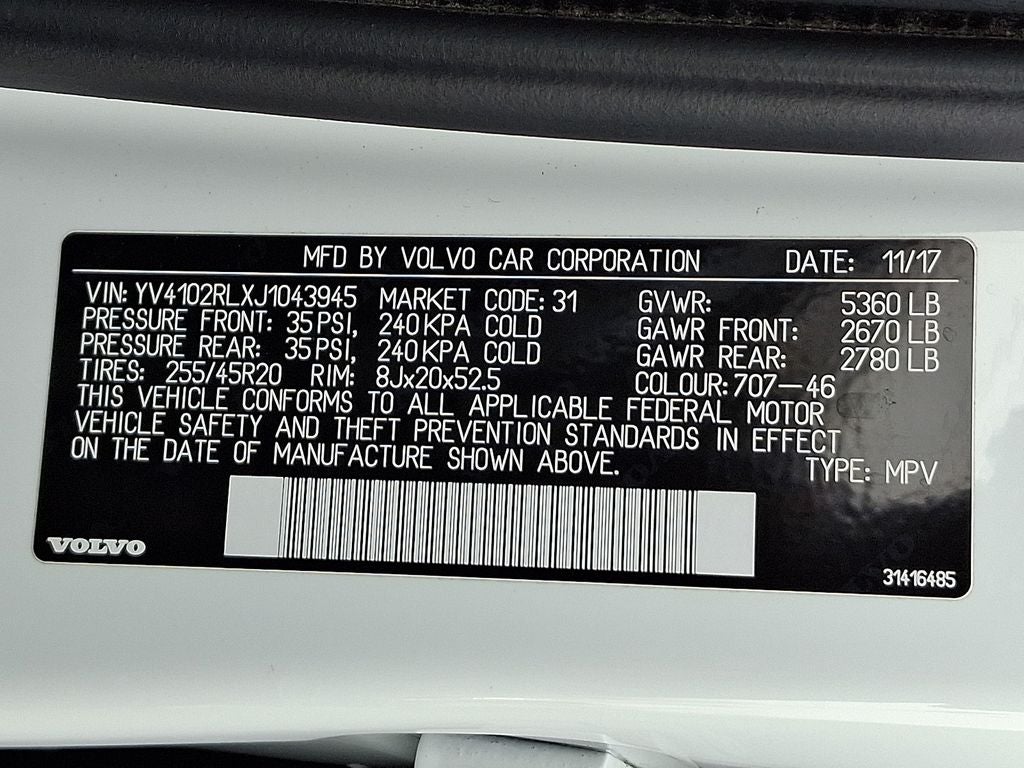 MFD BY VOLVO CAR CORPORATION DATE: 11/17
VIN: YV4102RLXJ1043945 MARKET CODE: 31 GVWR: 5360 LB
PRESSURE FRONT: 35 PSI, 240 KPA COLD GAWR FRONT: 2670 LB
PRESSURE REAR: 35 PSI, 240 KPA COLD GAWR REAR: 2780 LB
TIRES: 255/45R20 RIM: 8Jx20x52.5 COLOUR: 707-46
THIS VEHICLE CONFORMS TO ALL APPLICABLE FEDERAL MOTOR
VEHICLE SAFETY AND THEFT PREVENTION STANDARDS IN EFFECT
ON THE DATE OF MANUFACTURE SHOWN ABOVE. TYPE: MPV
VOLVO
31416485